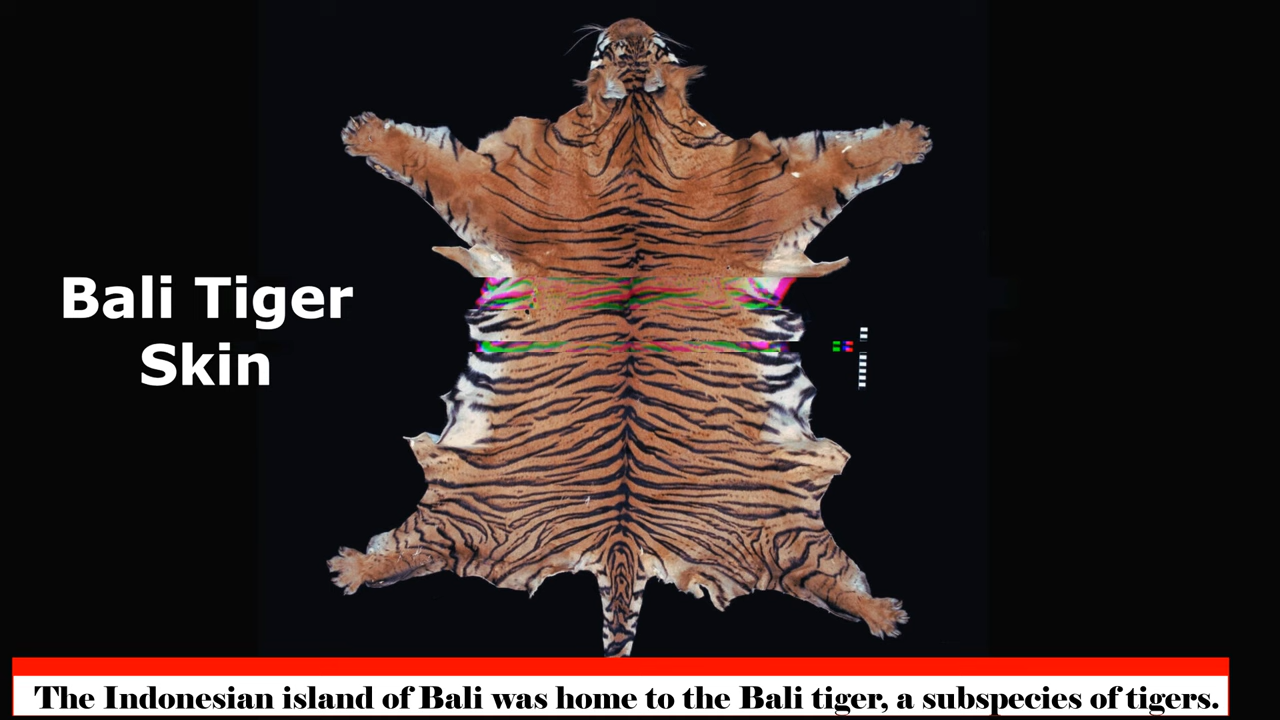 Bali Tiger
Skin
The Indonesian island of Bali was home to the Bali tiger, a subspecies of tigers.